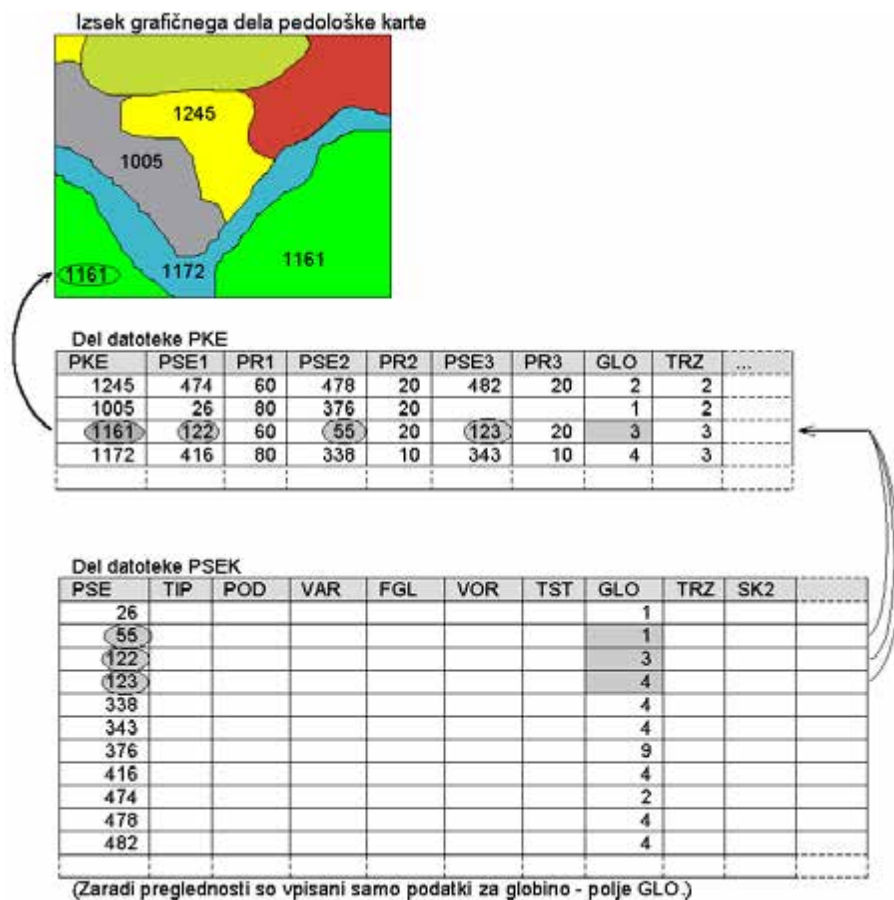 Izsek grafičnega dela pedološke karte
1245
1005
1161
1172
1161
Del datoteke PKE
PKE PSE1 PR1 PSE2 PR2 PSE3 PR3 GLO TRZ ...
1245 474 60 478 20 482 20 2 2
1005 26 80 376 20 1 2
1161 122 60 55 20 123 20 3 3
1172 416 80 338 10 343 10 4 3
Del datoteke PSEK
PSE TIP POD VAR FGL VOR TST GLO TRZ SK2
26 1
55 1
122 3
123 4
338 4
343 4
376 9
416 4
474 2
478 4
482 4
(Zaradi preglednosti so vpisani samo podatki za globino - polje GLO.)